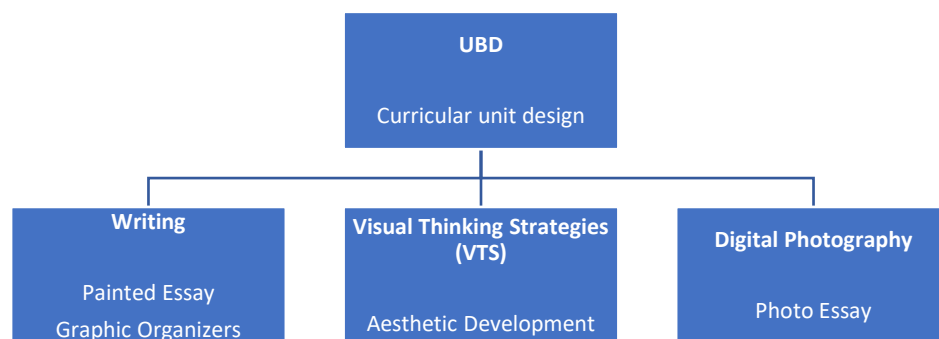 UBD
Curricular unit design
Writing
Painted Essay
Graphic Organizers
Visual Thinking Strategies
(VTS)
Aesthetic Development
Digital Photography
Photo Essay